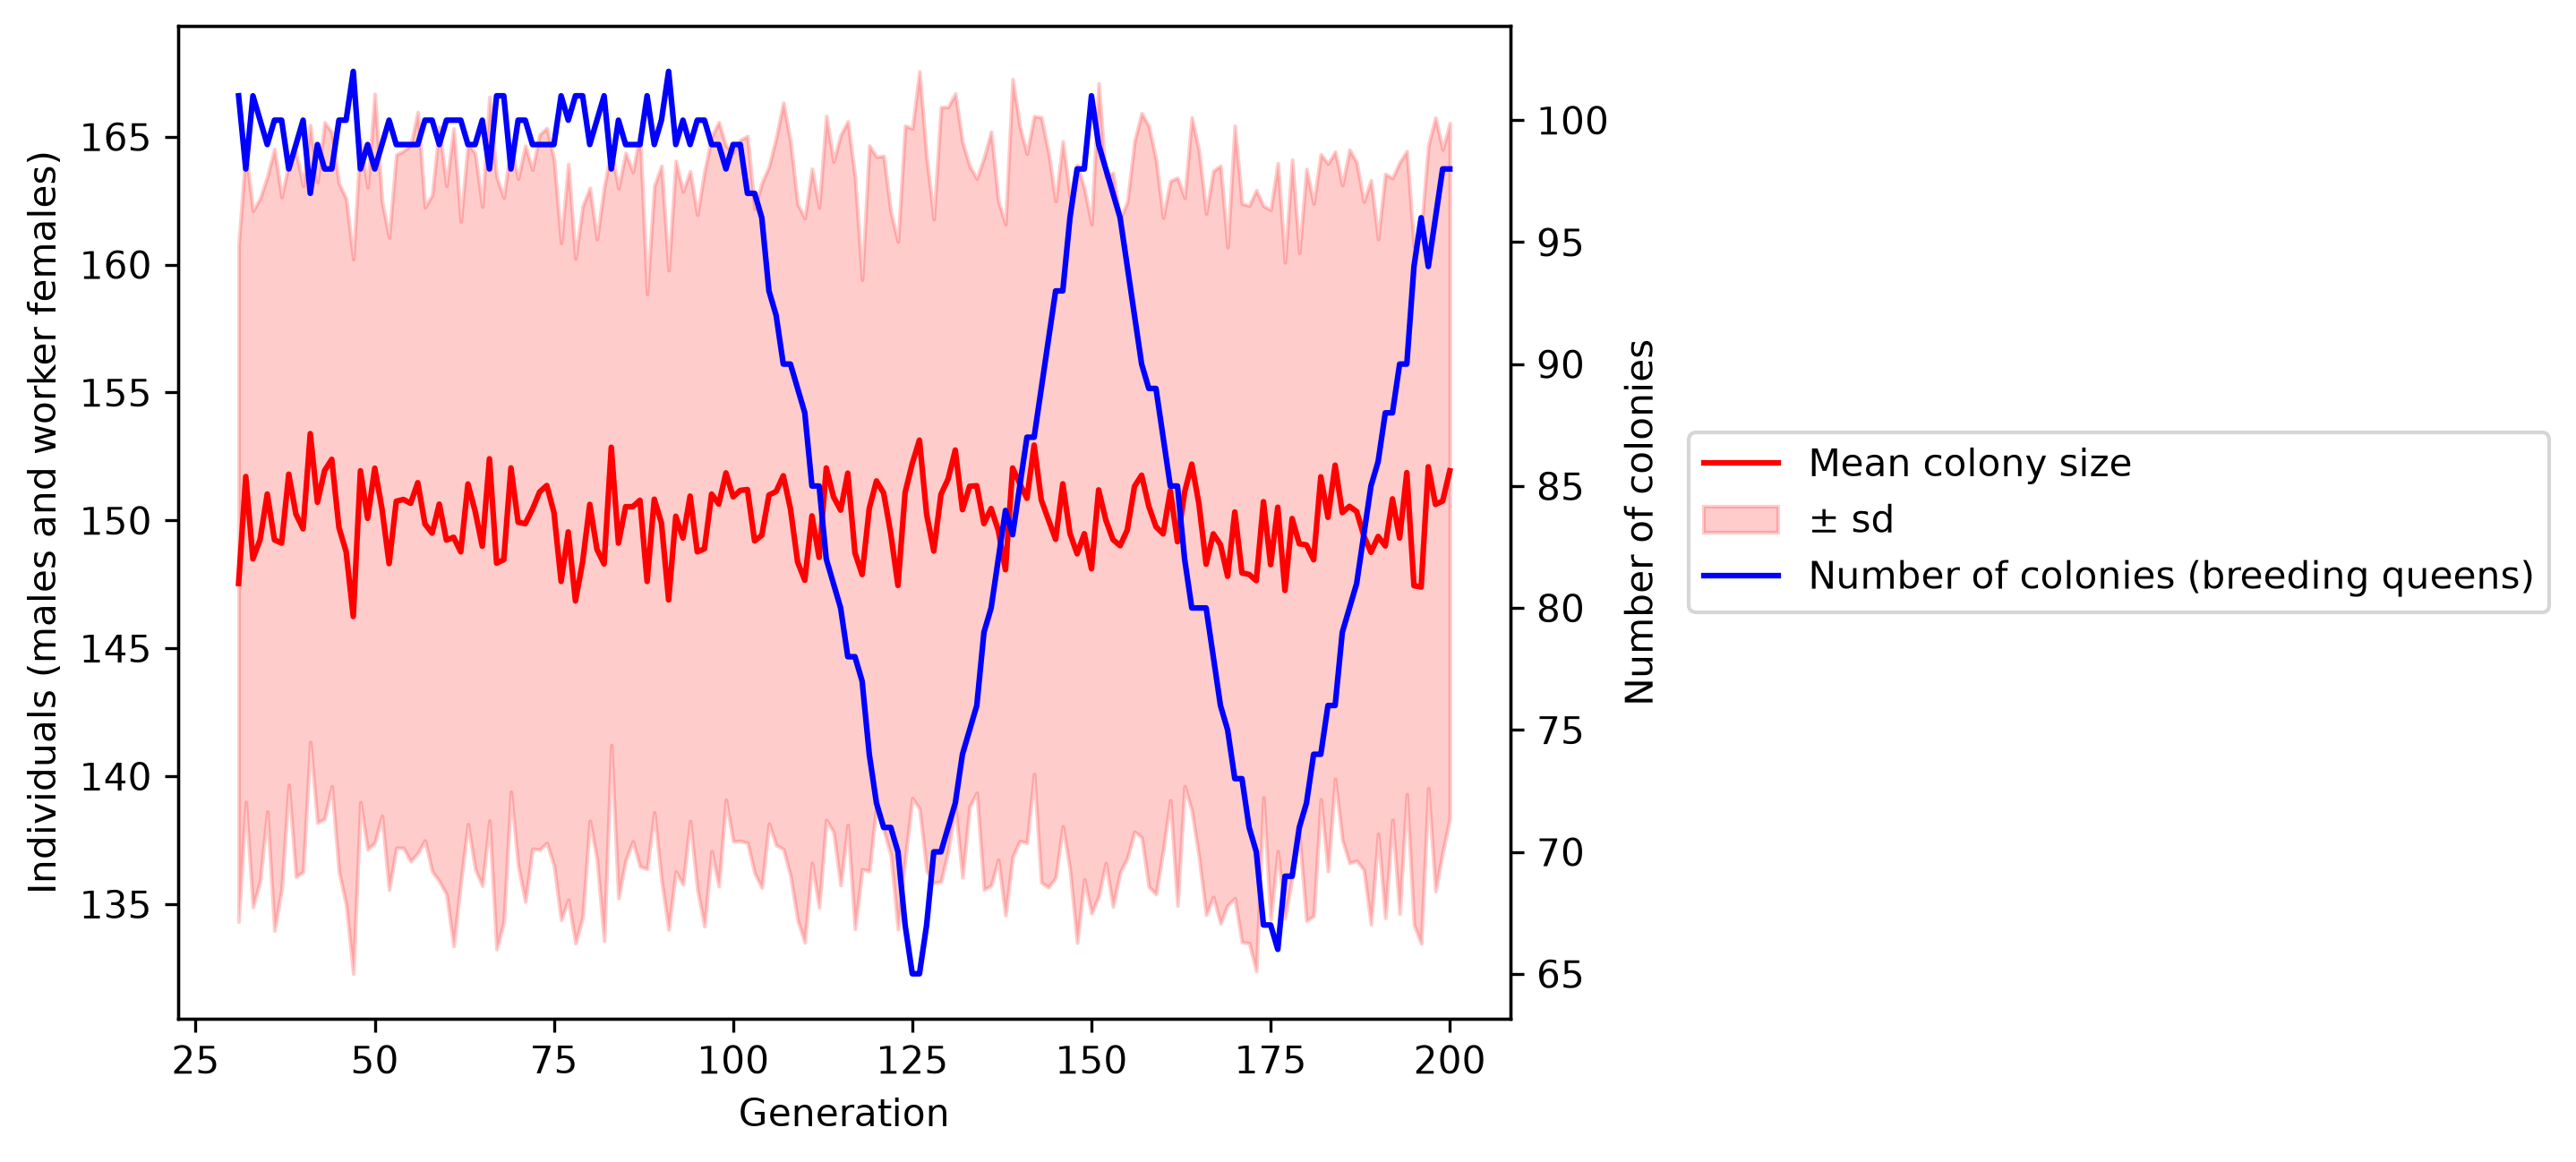 Individuals (males and worker females)
165
160
155
150
145
140
135
25 50 75 100 125 150 175 200
Generation
100
95
90
85
80
75
70
65
Number of colonies
Mean colony size
± sd
Number of colonies (breeding queens)